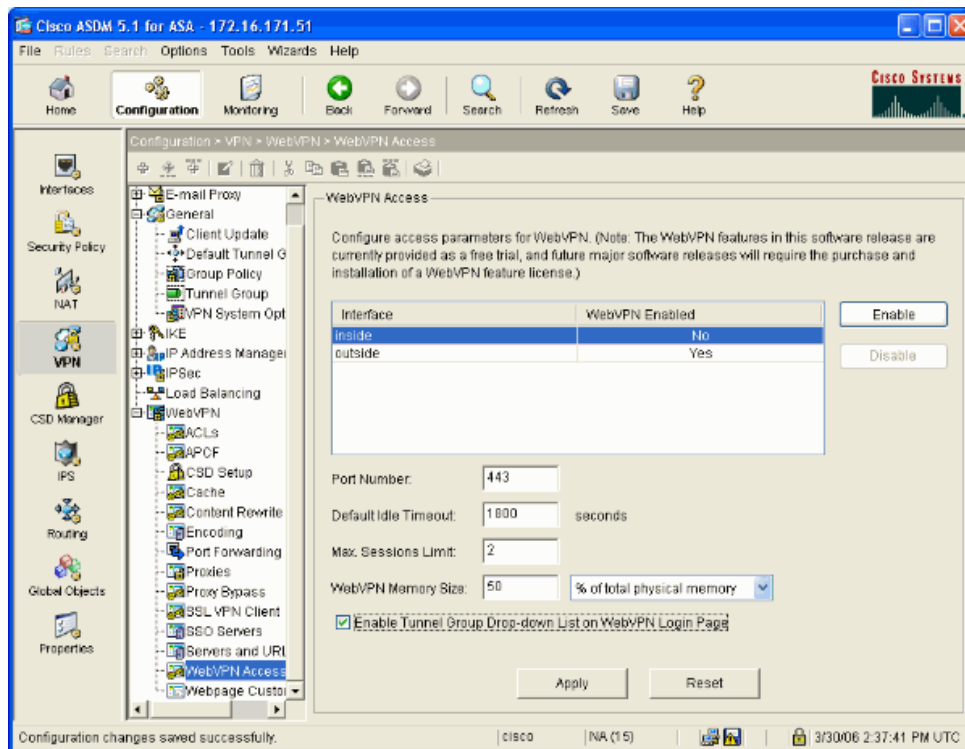 Cisco ASDM 5.1 for ASA - 172.16.171.51
File Rules Search Options Tools Wizards Help
Home Configuration Monitoring Back Forward Search Refresh Save Help
CISCO SYSTEMS
Configuration > VPN > WebVPN > WebVPN Access
Interfaces
Security Policy
NAT
VPN
CSD Manager
IPS
Routing
Global Objects
Properties
E-mail Proxy
General
Client Update
Default Tunnel G
Group Policy
Tunnel Group
VPN System Opt
IKE
IP Address Manager
IPSec
Load Balancing
WebVPN
ACLs
APCF
CSD Setup
Cache
Content Rewrite
Encoding
Port Forwarding
Proxies
Proxy Bypass
SSL VPN Client
SSO Servers
Servers and URL
WebVPN Access
Webpage Custor
WebVPN Access
Configure access parameters for WebVPN. (Note: The WebVPN features in this software release are
currently provided as a free trial, and future major software releases will require the purchase and
installation of a WebVPN feature license.)
Interface WebVPN Enabled
inside No
outside Yes
Enable
Disable
Port Number: 443
Default Idle Timeout: 1800 seconds
Max. Sessions Limit: 2
WebVPN Memory Size: 50 % of total physical memory
Enable Tunnel Group Drop-down List on WebVPN Login Page
Apply Reset
Configuration changes saved successfully. cisco NA (15) 3/30/06 2:37:41 PM UTC